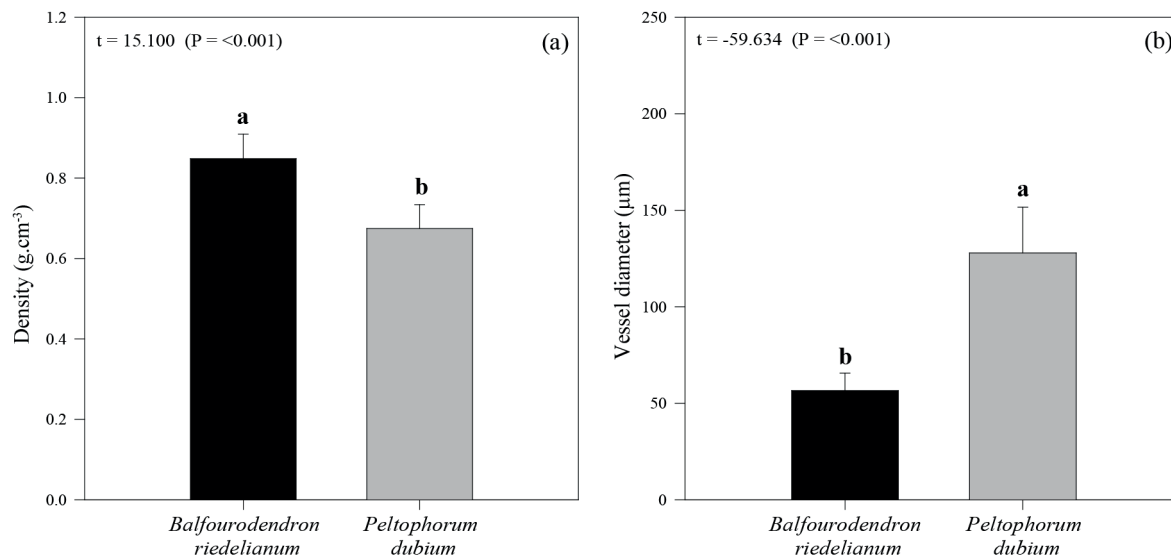 t = 15.100 (P = <0.001)
(a)
1.2
1.0
0.8
0.6
0.4
0.2
0.0
Density (g.cm⁻³)
a
b
Balfourodendron
riedelianum
Peltophorum
dubium
t = -59.634 (P = <0.001)
(b)
250
200
150
100
50
0
Vessel diameter (µm)
b
a
Balfourodendron
riedelianum
Peltophorum
dubium